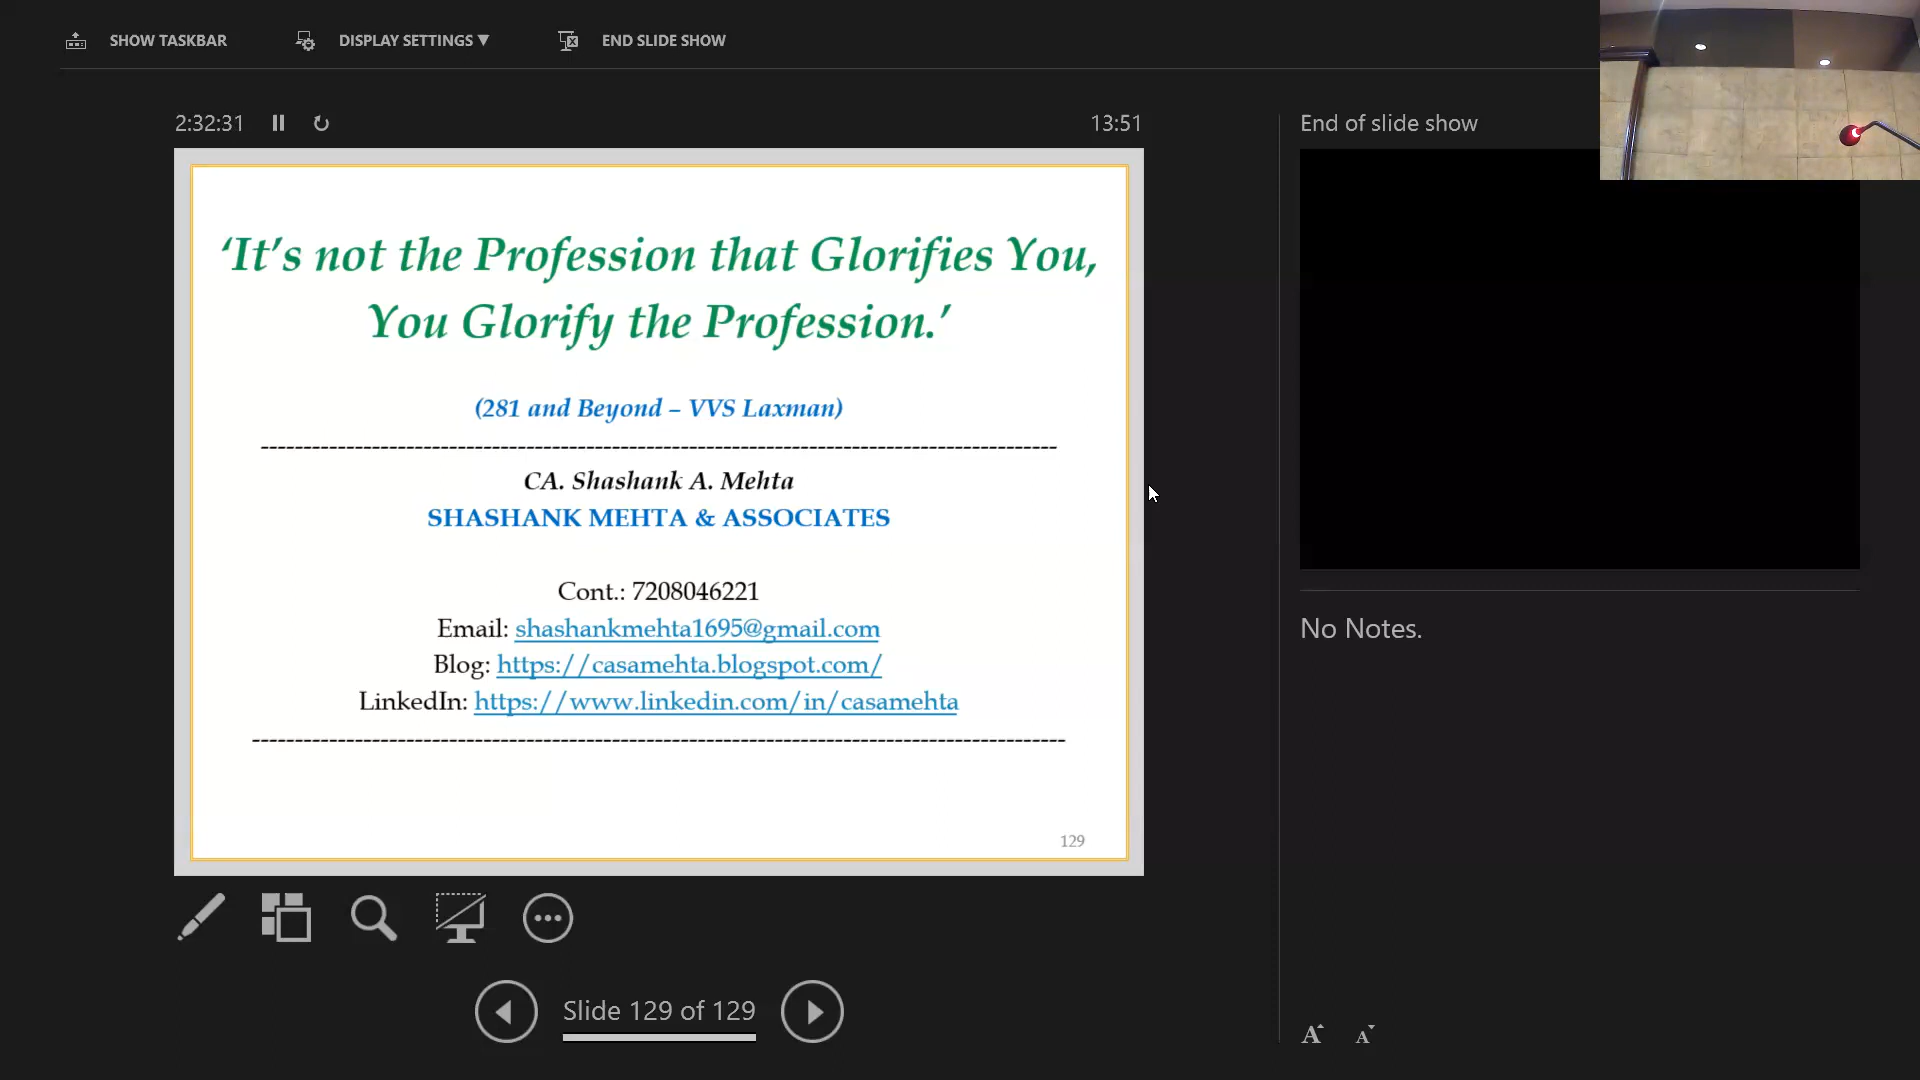 SHOW TASKBAR
DISPLAY SETTINGS ▼
END SLIDE SHOW
2:32:31
13:51
End of slide show
‘It’s not the Profession that Glorifies You,
You Glorify the Profession.’
(281 and Beyond – VVS Laxman)
CA. Shashank A. Mehta
SHASHANK MEHTA & ASSOCIATES
Cont.: 7208046221
Email: shashankmehta1695@gmail.com
Blog: https://casamehta.blogspot.com/
LinkedIn: https://www.linkedin.com/in/casamehta
129
No Notes.
Slide 129 of 129
A A